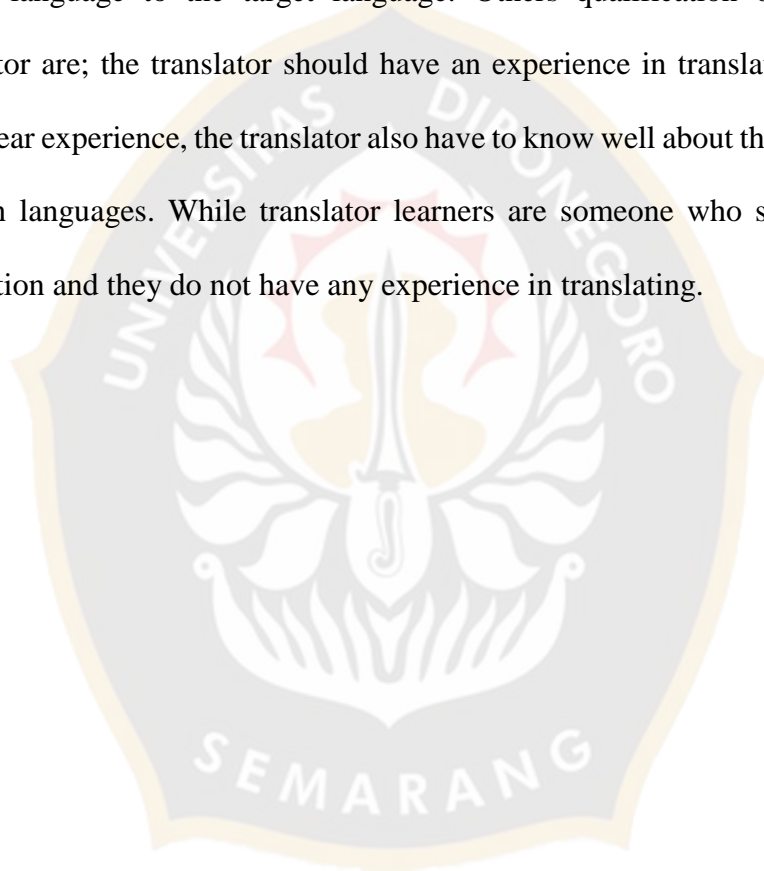 language to the target language. Others qualification
tor are; the translator should have an experience in
ear experience, the translator also have to know well about
languages. While translator learners are someone who
tion and they do not have any experience in translating.
UNIVERSITAS DIPONEGORO
SEMARANG